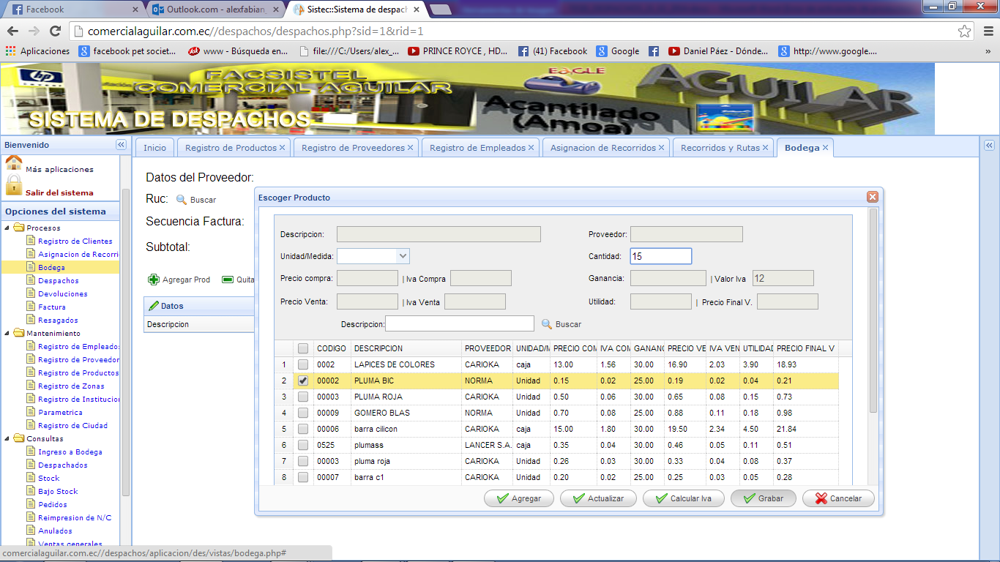 Facebook
Outlook.com - alexfabian_
Sistec::Sistema de despach
comercialaguilar.com.ec//despachos/despachos.php?sid=1&rid=1
Aplicaciones
facebook pet societ...
www - Búsqueda en...
file:///C:/Users/alex_...
PRINCE ROYCE , HD...
(41) Facebook
Google
Daniel Páez - Dónde...
http://www.google....
»
hp
FACSISTEL
COMERCIAL AGUILAR
SISTEMA DE DESPACHOS
EAGLE
Acantilado
(Amoa)
AGUILAR
Bienvenido
Inicio
Registro de Productos
Registro de Proveedores
Registro de Empleados
Asignacion de Recorridos
Recorridos y Rutas
Bodega
Más aplicaciones
Salir del sistema
Opciones del sistema
Procesos
Registro de Clientes
Asignacion de Recorri
Bodega
Despachos
Devoluciones
Factura
Resagados
Mantenimiento
Registro de Empleados
Registro de Proveedor
Registro de Productos
Registro de Zonas
Registro de Institucion
Parametrica
Registro de Ciudad
Consultas
Ingreso a Bodega
Despachados
Stock
Bajo Stock
Pedidos
Reimpresion de N/C
Anulados
Ventas generales
Datos del Proveedor:
Ruc: Buscar
Secuencia Factura:
Subtotal:
Agregar Prod Quita
Datos
Descripcion
Escoger Producto
Descripcion: Proveedor:
Unidad/Medida: Cantidad: 15
Precio compra: | Iva Compra Ganancia: | Valor Iva 12
Precio Venta: | Iva Venta Utilidad: | Precio Final V.
Descripcion: Buscar
CODIGO DESCRIPCION PROVEEDOR UNIDAD/M PRECIO COM IVA COM GANANC PRECIO VE IVA VEN UTILIDAD PRECIO FINAL V
1 0002 LAPICES DE COLORES CARIOKA caja 13.00 1.56 30.00 16.90 2.03 3.90 18.93
2 00002 PLUMA BIC NORMA Unidad 0.15 0.02 25.00 0.19 0.02 0.04 0.21
3 00003 PLUMA ROJA CARIOKA Unidad 0.50 0.06 30.00 0.65 0.08 0.15 0.73
4 00009 GOMERO BLAS NORMA Unidad 0.70 0.08 25.00 0.88 0.11 0.18 0.98
5 00006 barra cilicon CARIOKA caja 15.00 1.80 30.00 19.50 2.34 4.50 21.84
6 0525 plumass LANCER S.A. caja 0.35 0.04 30.00 0.46 0.05 0.11 0.51
7 00003 pluma roja CARIOKA Unidad 0.26 0.03 30.00 0.33 0.04 0.08 0.37
8 00007 barra c1 CARIOKA Unidad 0.20 0.02 25.00 0.25 0.03 0.05 0.28
Agregar Actualizar Calcular Iva Grabar Cancelar
comercialaguilar.com.ec//despachos/aplicacion/des/vistas/bodega.php#